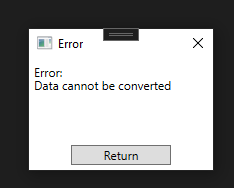 Error
Error:
Data cannot be converted
Return